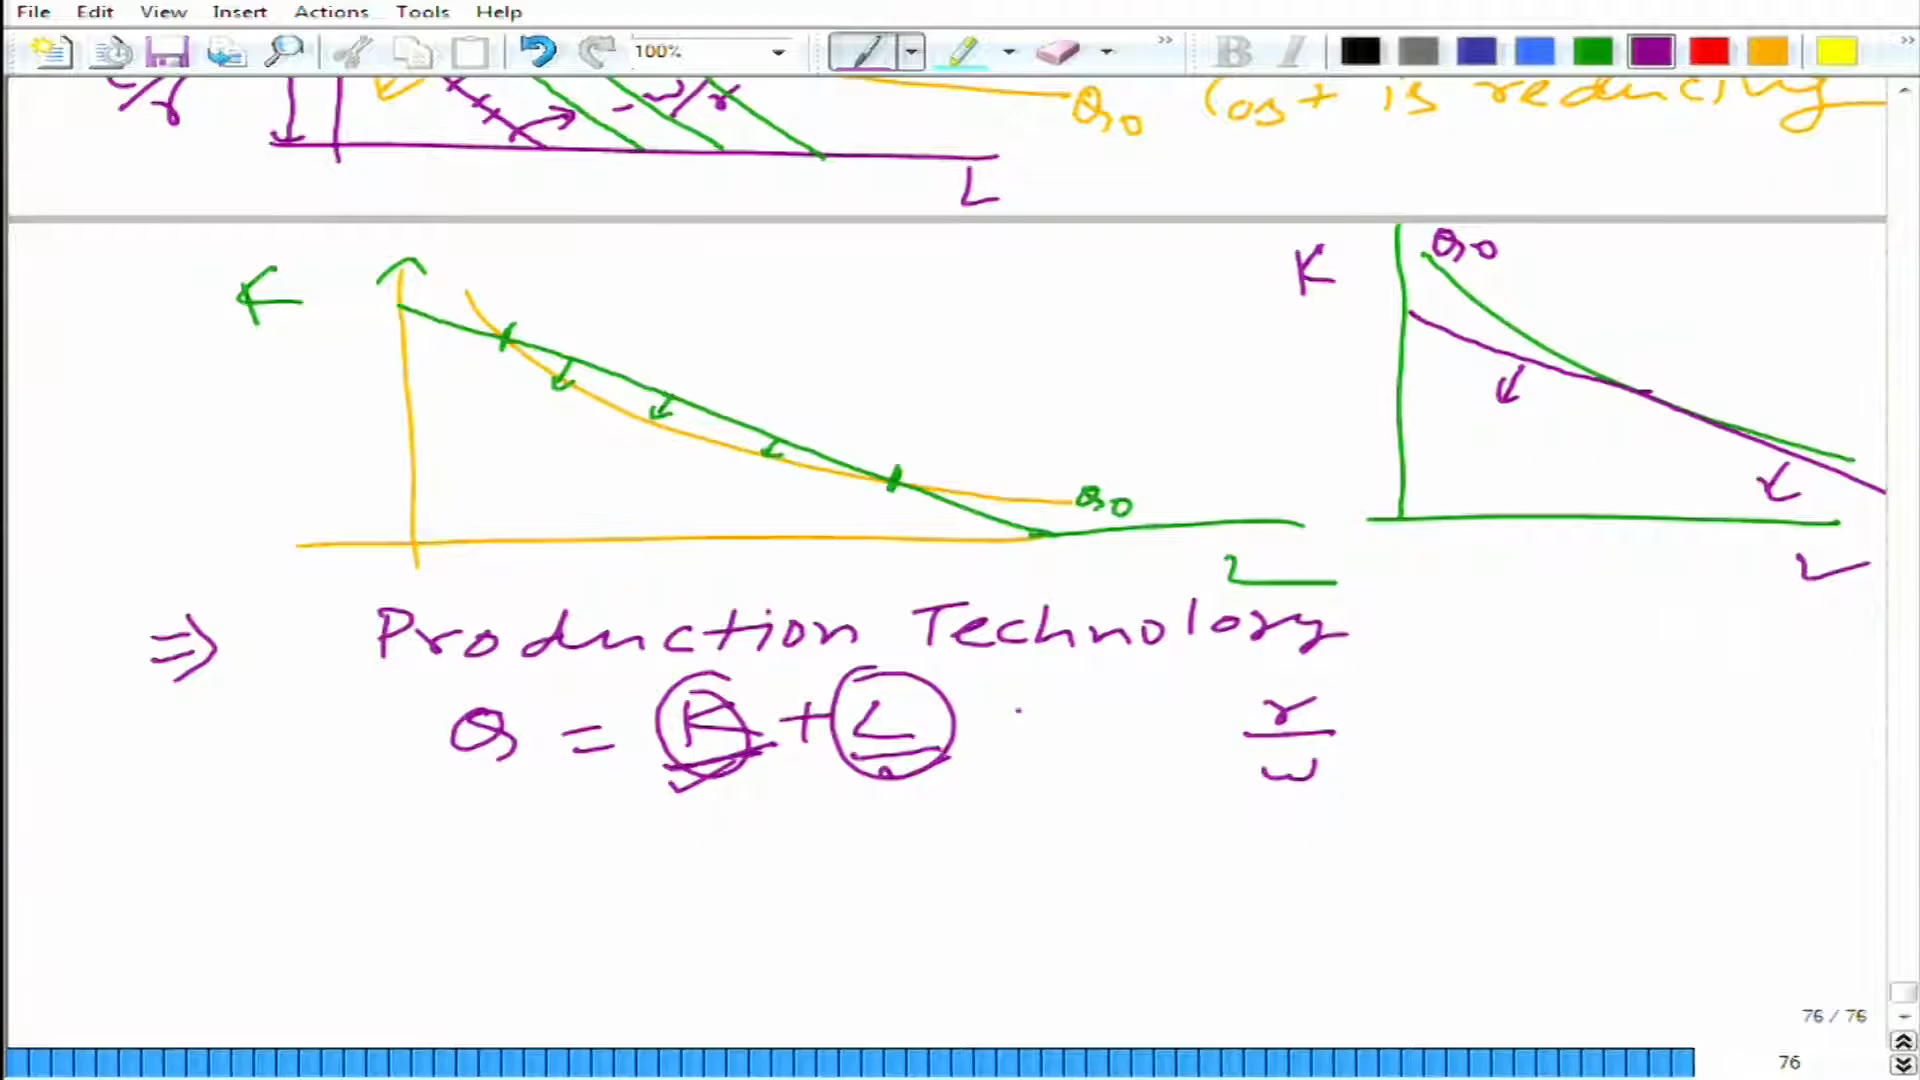 File Edit View Insert Actions Tools Help
100%
B I
/r
- w/r
Q0 Cost is reducing
L
K
Q0
L
K
Q0
L
⇒ Production Technology
Q = K + L
r/w
76 / 76
76